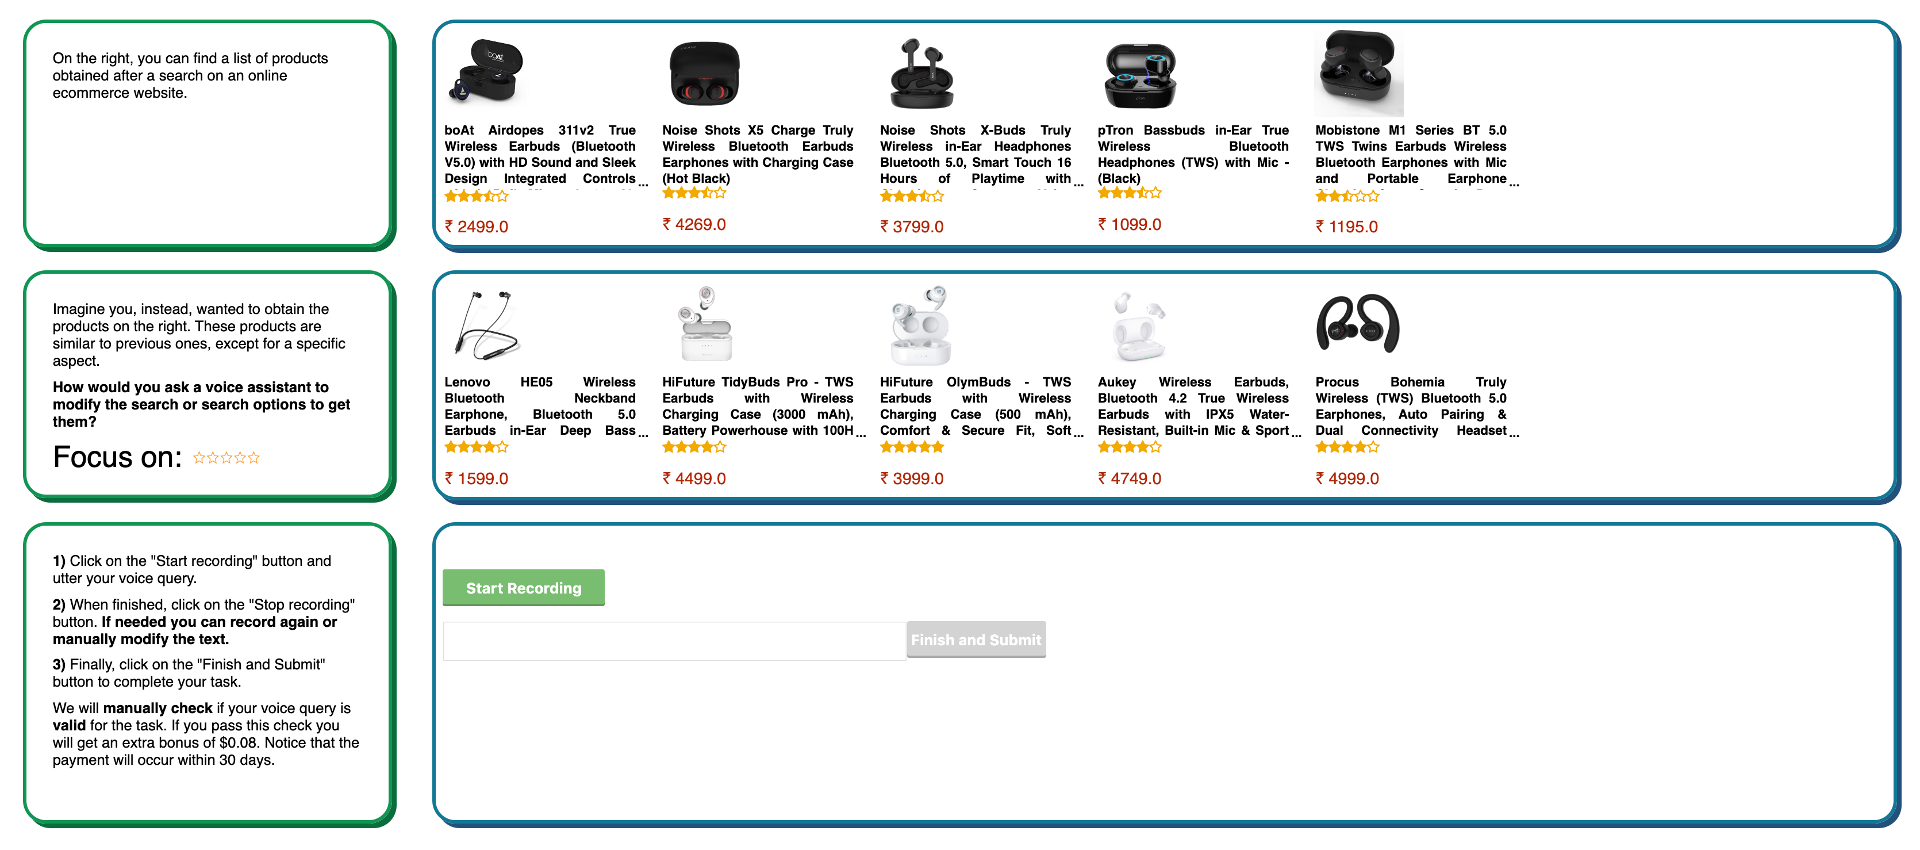 On the right, you can find a list of products
obtained after a search on an online
ecommerce website.
boAt Airdopes 311v2 True
Wireless Earbuds (Bluetooth
V5.0) with HD Sound and Sleek
Design Integrated Controls ...
₹ 2499.0
Noise Shots X5 Charge Truly
Wireless Bluetooth Earbuds
Earphones with Charging Case
(Hot Black)
₹ 4269.0
Noise Shots X-Buds Truly
Wireless in-Ear Headphones
Bluetooth 5.0, Smart Touch 16
Hours of Playtime with ...
₹ 3799.0
pTron Bassbuds in-Ear True
Wireless Bluetooth
Headphones (TWS) with Mic -
(Black)
₹ 1099.0
Mobistone M1 Series BT 5.0
TWS Twins Earbuds Wireless
Bluetooth Earphones with Mic
and Portable Earphone ...
₹ 1195.0
Imagine you, instead, wanted to obtain the
products on the right. These products are
similar to previous ones, except for a specific
aspect.
How would you ask a voice assistant to
modify the search or search options to get
them?
Focus on:
Lenovo HE05 Wireless
Bluetooth Neckband
Earphone, Bluetooth 5.0
Earbuds in-Ear Deep Bass ...
₹ 1599.0
HiFuture TidyBuds Pro - TWS
Earbuds with Wireless
Charging Case (3000 mAh),
Battery Powerhouse with 100H ...
₹ 4499.0
HiFuture OlymBuds - TWS
Earbuds with Wireless
Charging Case (500 mAh),
Comfort & Secure Fit, Soft ...
₹ 3999.0
Aukey Wireless Earbuds,
Bluetooth 4.2 True Wireless
Earbuds with IPX5 Water-
Resistant, Built-in Mic & Sport ...
₹ 4749.0
Procus Bohemia Truly
Wireless (TWS) Bluetooth 5.0
Earphones, Auto Pairing &
Dual Connectivity Headset ...
₹ 4999.0
1) Click on the "Start recording" button and
utter your voice query.
2) When finished, click on the "Stop recording"
button. If needed you can record again or
manually modify the text.
3) Finally, click on the "Finish and Submit"
button to complete your task.
We will manually check if your voice query is
valid for the task. If you pass this check you
will get an extra bonus of $0.08. Notice that the
payment will occur within 30 days.
Start Recording
Finish and Submit